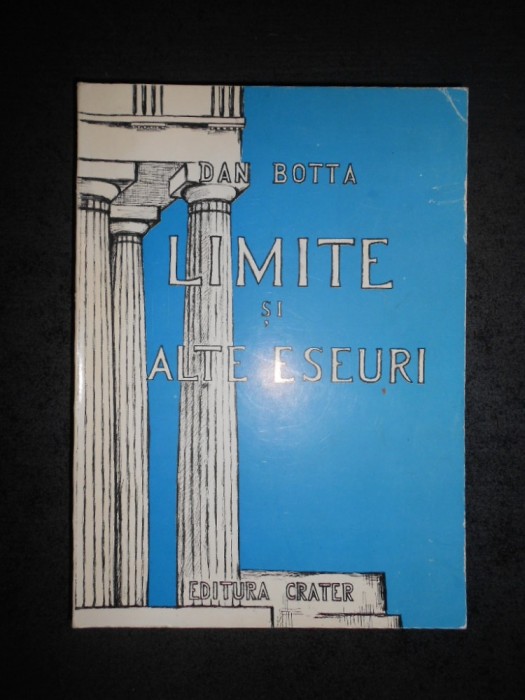 DAN BOTTA
LIMITE
ȘI
ALTE ESEURI
EDITURA CRATER